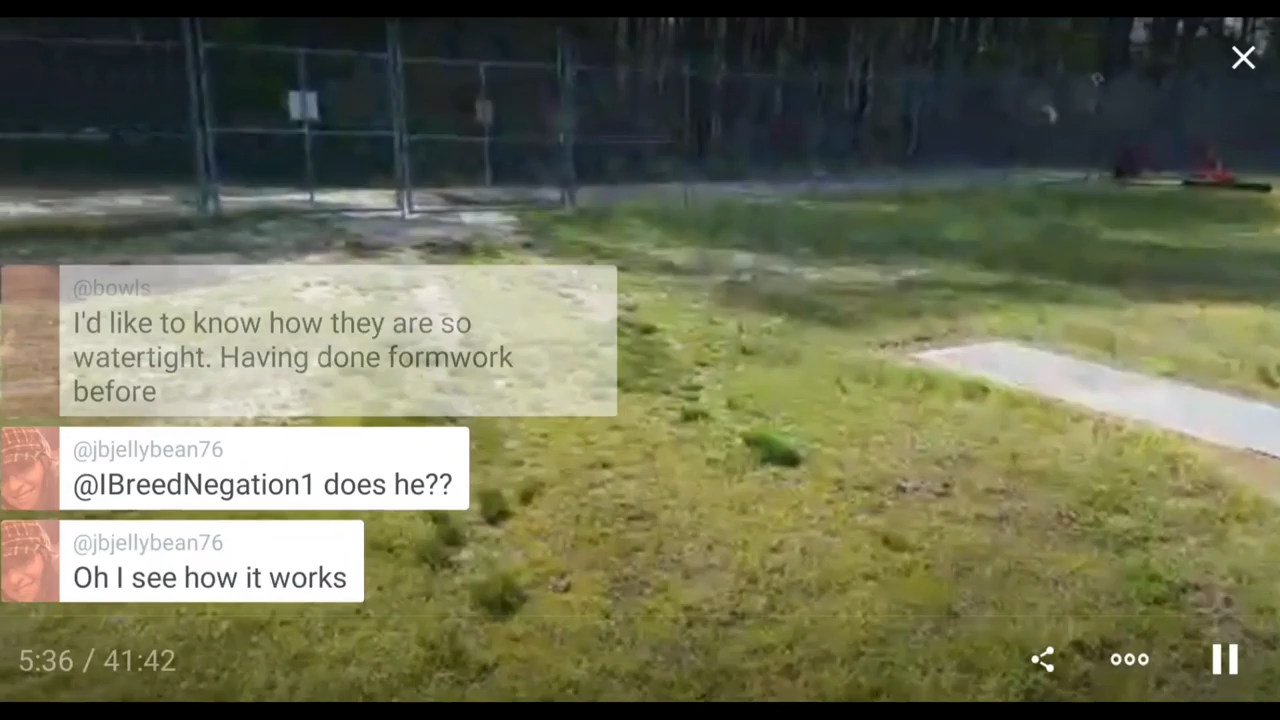 @bowls
I'd like to know how they are so
watertight. Having done formwork
before
@jbjellybean76
@IBreedNegation1 does he??
@jbjellybean76
Oh I see how it works
5:36 / 41:42